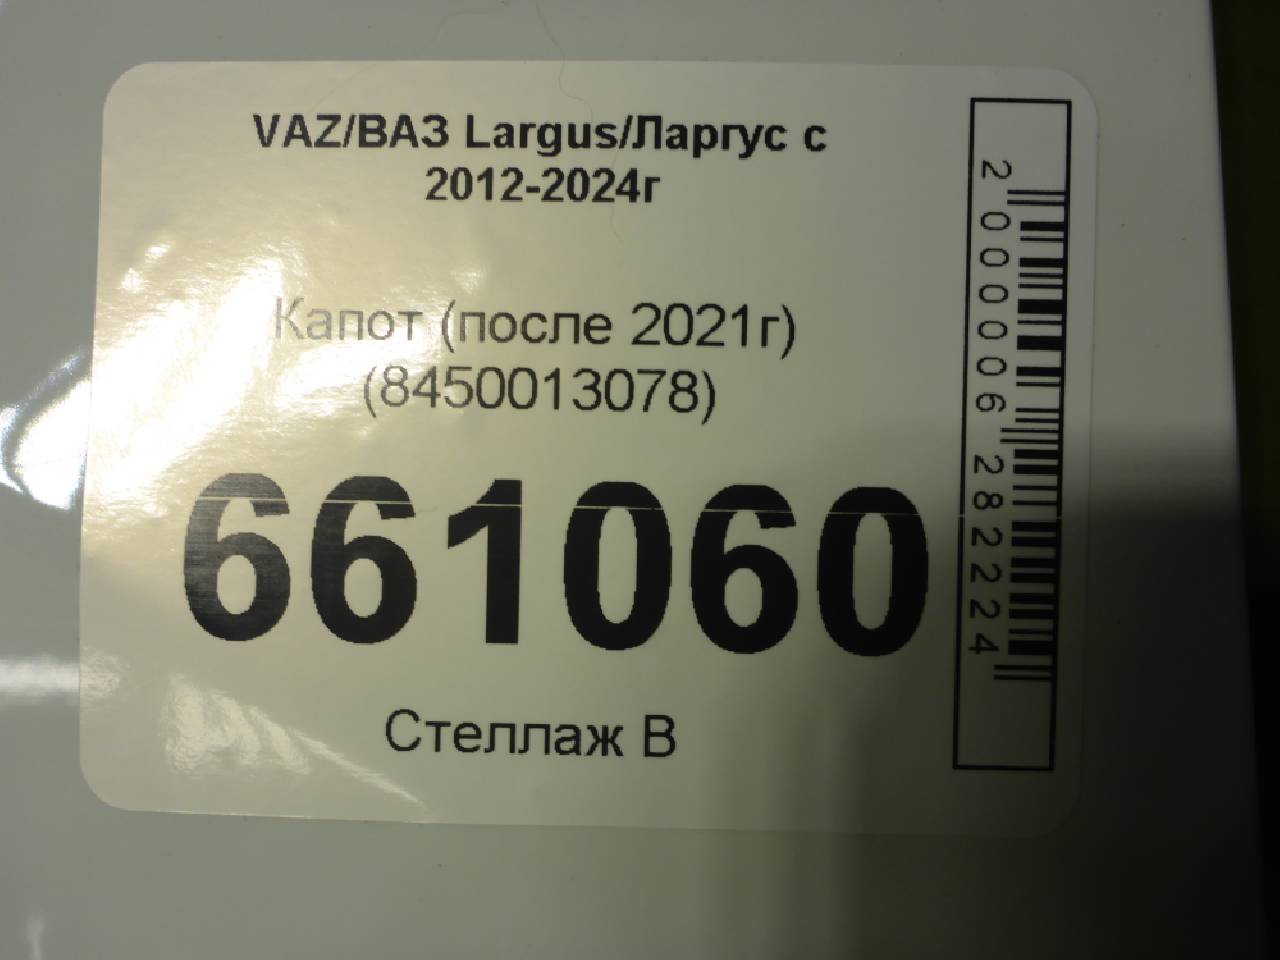 VAZ/ВАЗ Largus/Ларгус с
2012-2024г
Капот (после 2021г)
(8450013078)
661060
Стеллаж В
2000006282224